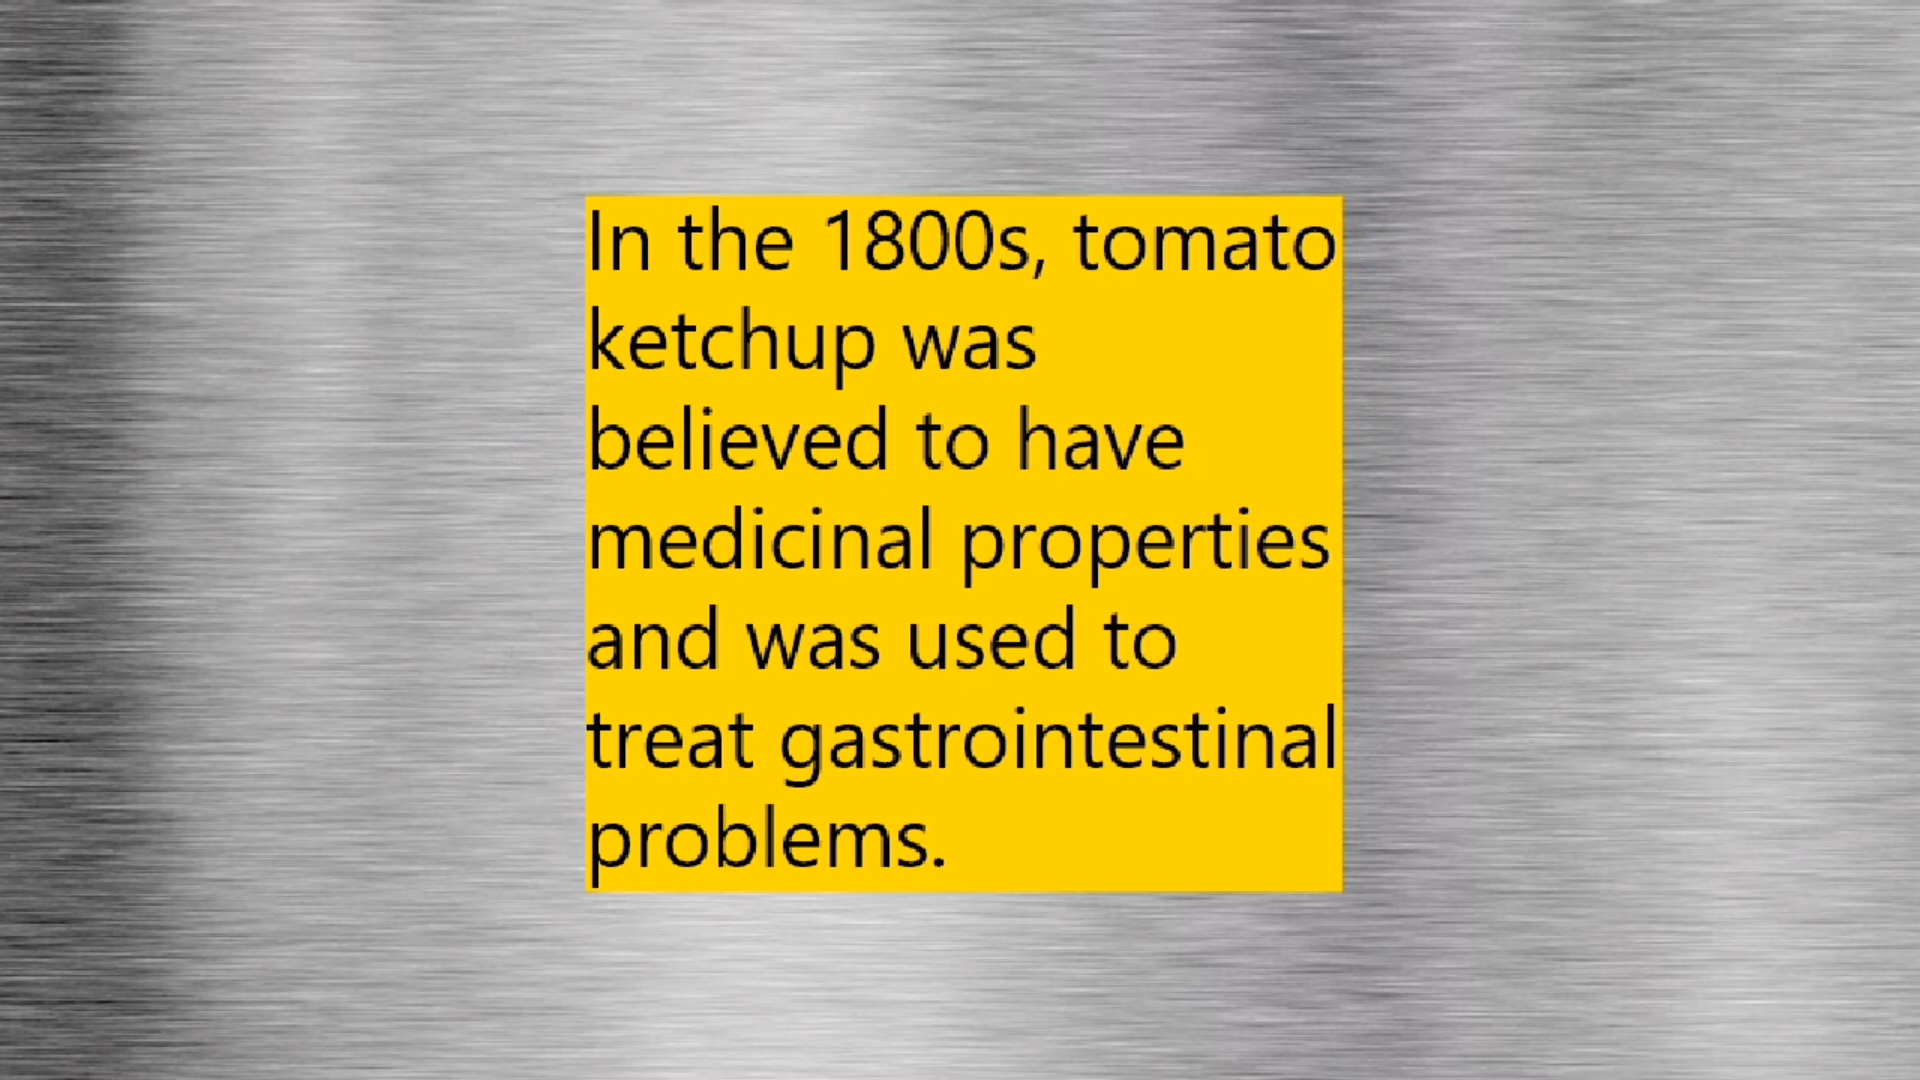 In the 1800s, tomato
ketchup was
believed to have
medicinal properties
and was used to
treat gastrointestinal
problems.